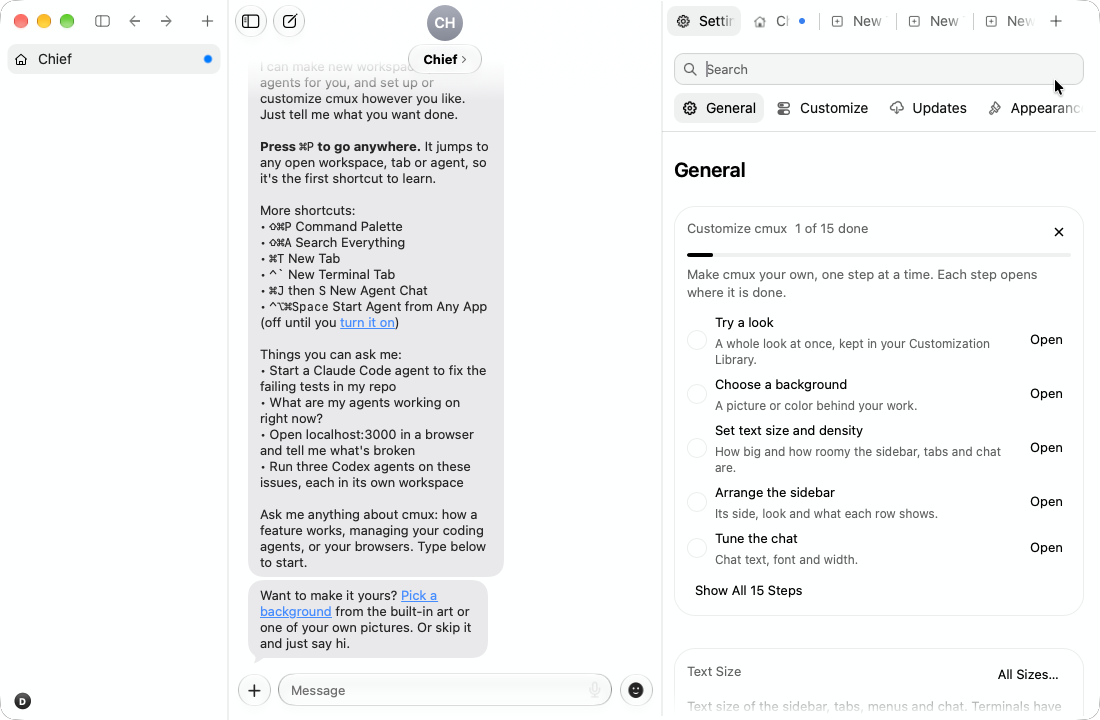 Chief
CH
Chief
I can make new workspaces
agents for you, and set up or
customize cmux however you like.
Just tell me what you want done.
Press ⌘P to go anywhere. It jumps to
any open workspace, tab or agent, so
it's the first shortcut to learn.
More shortcuts:
• ⇧⌘P Command Palette
• ⇧⌘A Search Everything
• ⌘T New Tab
• ^` New Terminal Tab
• ⌘J then S New Agent Chat
• ^⌥⌘Space Start Agent from Any App
(off until you turn it on)
Things you can ask me:
• Start a Claude Code agent to fix the
failing tests in my repo
• What are my agents working on
right now?
• Open localhost:3000 in a browser
and tell me what's broken
• Run three Codex agents on these
issues, each in its own workspace
Ask me anything about cmux: how a
feature works, managing your coding
agents, or your browsers. Type below
to start.
Want to make it yours? Pick a
background from the built-in art or
one of your own pictures. Or skip it
and just say hi.
Message
D
Settin
Ch
New
New
New
Search
General
Customize
Updates
Appearanc
General
Customize cmux 1 of 15 done
Make cmux your own, one step at a time. Each step opens
where it is done.
Try a look
A whole look at once, kept in your Customization
Library.
Open
Choose a background
A picture or color behind your work.
Open
Set text size and density
How big and how roomy the sidebar, tabs and chat
are.
Open
Arrange the sidebar
Its side, look and what each row shows.
Open
Tune the chat
Chat text, font and width.
Open
Show All 15 Steps
Text Size
All Sizes...
Text size of the sidebar, tabs, menus and chat. Terminals have